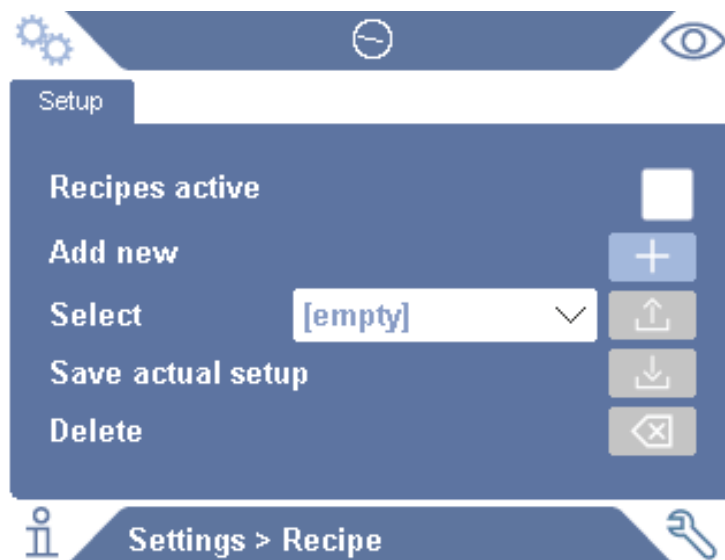 Setup
Recipes active
Add new
Select [empty]
Save actual setup
Delete
Settings > Recipe